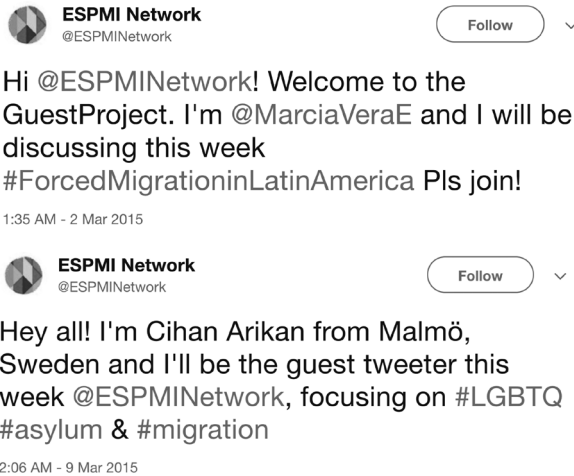 ESPMI Network
@ESPMINetwork
Follow
Hi @ESPMINetwork! Welcome to the
GuestProject. I'm @MarciaVeraE and I will be
discussing this week
#ForcedMigrationinLatinAmerica Pls join!
1:35 AM - 2 Mar 2015
ESPMI Network
@ESPMINetwork
Follow
Hey all! I'm Cihan Arikan from Malmö,
Sweden and I'll be the guest tweeter this
week @ESPMINetwork, focusing on #LGBTQ
#asylum & #migration
2:06 AM - 9 Mar 2015